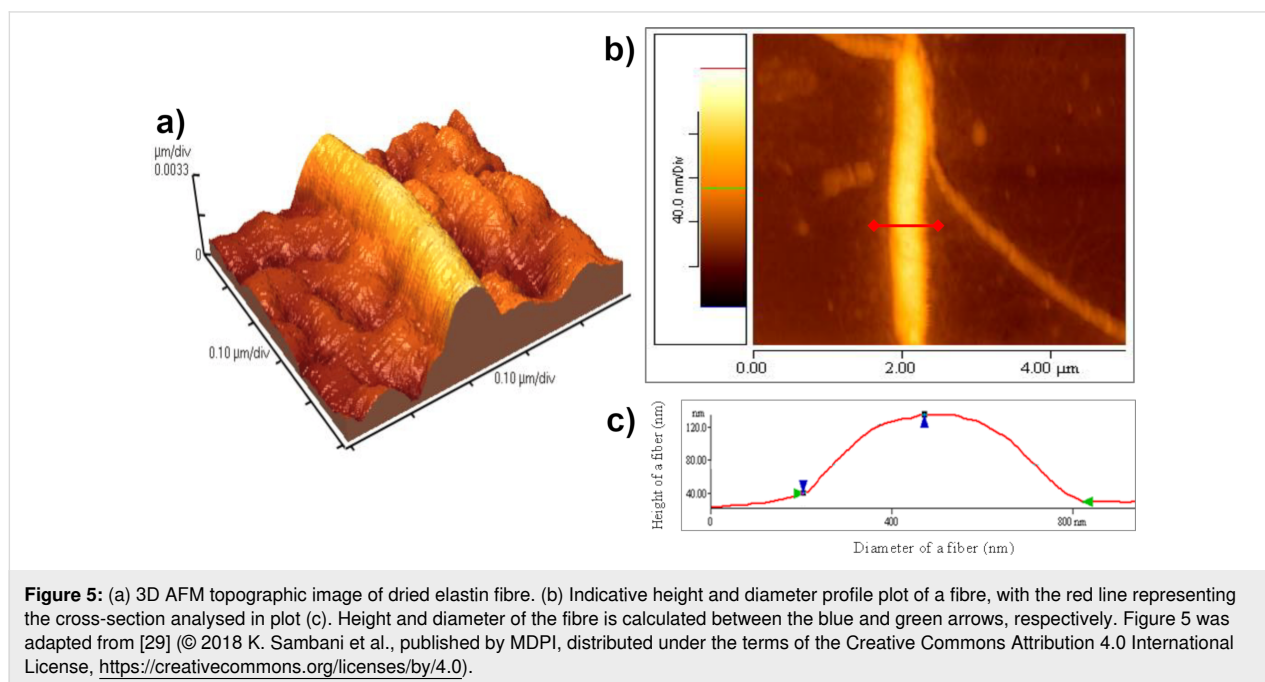 a)
µm/div
0.0033
0
0.10 µm/div
0.10 µm/div
b)
40.0 nm/Div
0.00
2.00
4.00
µm
c)
Height of a fiber (nm)
nm
120.0
80.00
40.00
0
400
800 nm
Diameter of a fiber (nm)
Figure 5: (a) 3D AFM topographic image of dried elastin fibre. (b) Indicative height and diameter profile plot of a fibre, with the red line representing
the cross-section analysed in plot (c). Height and diameter of the fibre is calculated between the blue and green arrows, respectively. Figure 5 was
adapted from [29] (© 2018 K. Sambani et al., published by MDPI, distributed under the terms of the Creative Commons Attribution 4.0 International
License, https://creativecommons.org/licenses/by/4.0).